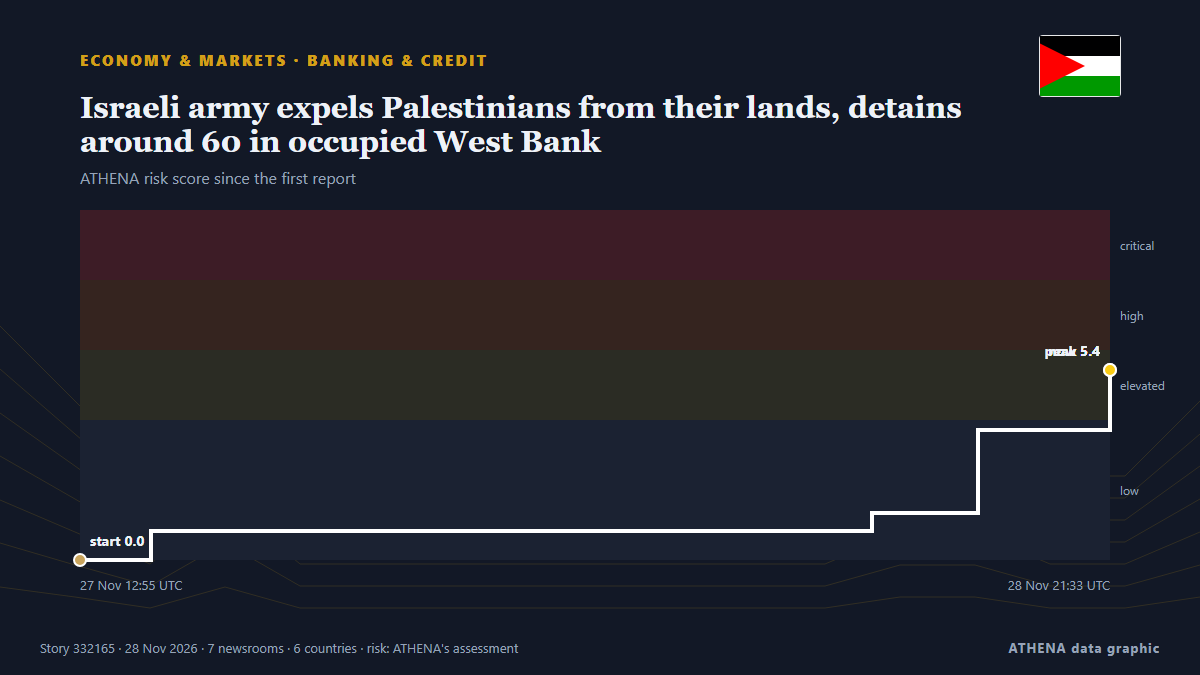 ECONOMY & MARKETS · BANKING & CREDIT
Israeli army expels Palestinians from their lands, detains
around 60 in occupied West Bank
ATHENA risk score since the first report
critical
high
5.4
elevated
low
start 0.0
27 Nov 12:55 UTC
28 Nov 21:33 UTC
Story 332165 · 28 Nov 2026 · 7 newsrooms · 6 countries · risk: ATHENA's assessment
ATHENA data graphic